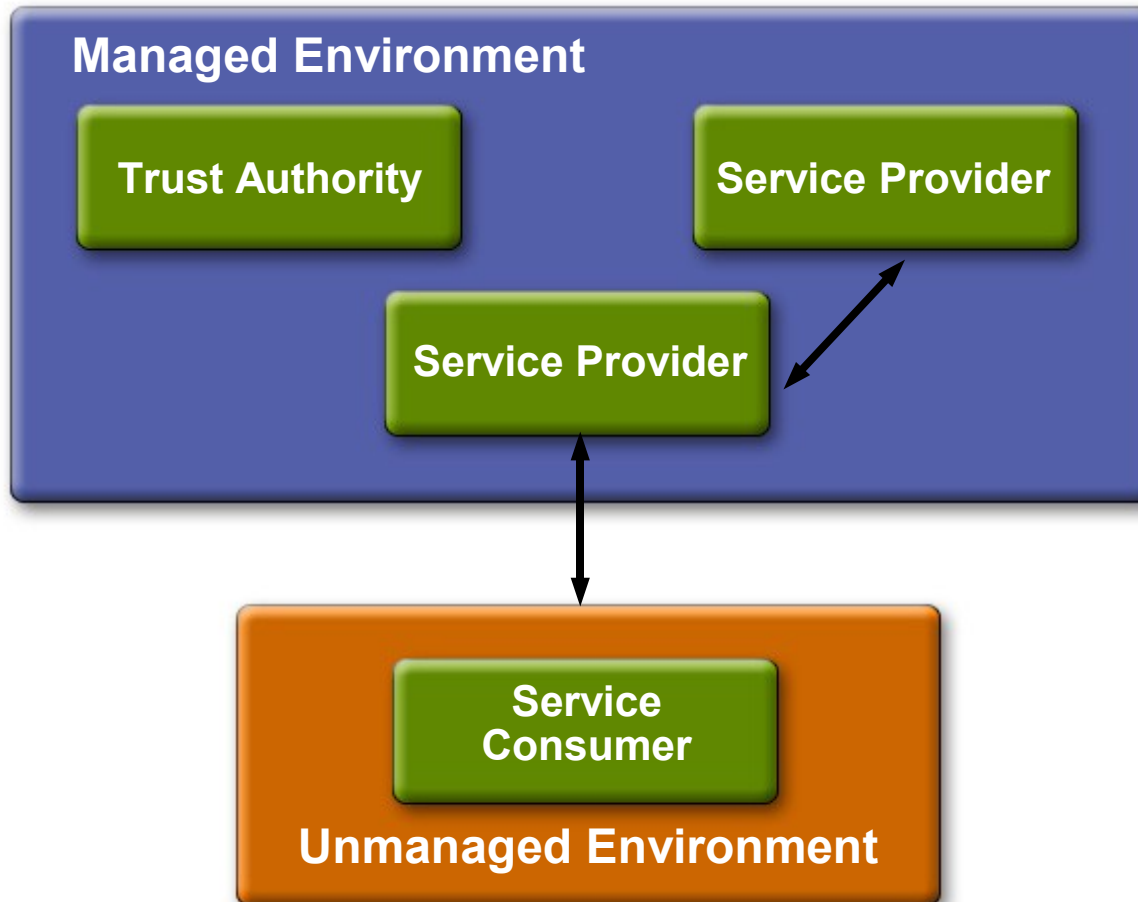 Managed Environment
Trust Authority
Service Provider
Service Provider
Service
Consumer
Unmanaged Environment